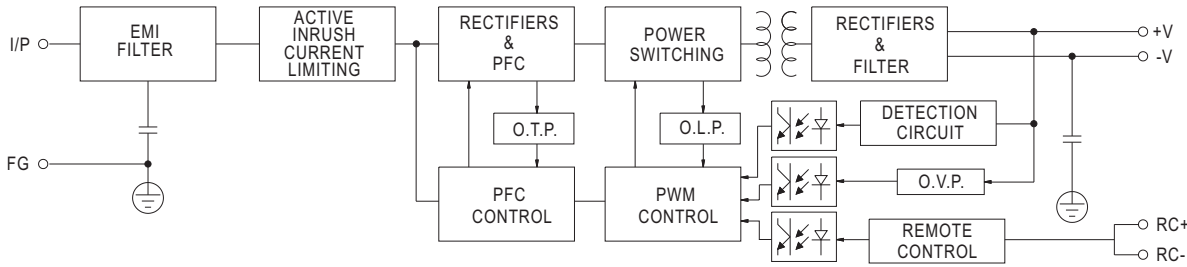 I/P
EMI
FILTER
ACTIVE
INRUSH
CURRENT
LIMITING
RECTIFIERS
&
PFC
POWER
SWITCHING
RECTIFIERS
&
FILTER
+V
-V
O.T.P.
O.L.P.
DETECTION
CIRCUIT
FG
PFC
CONTROL
PWM
CONTROL
O.V.P.
REMOTE
CONTROL
RC+
RC-